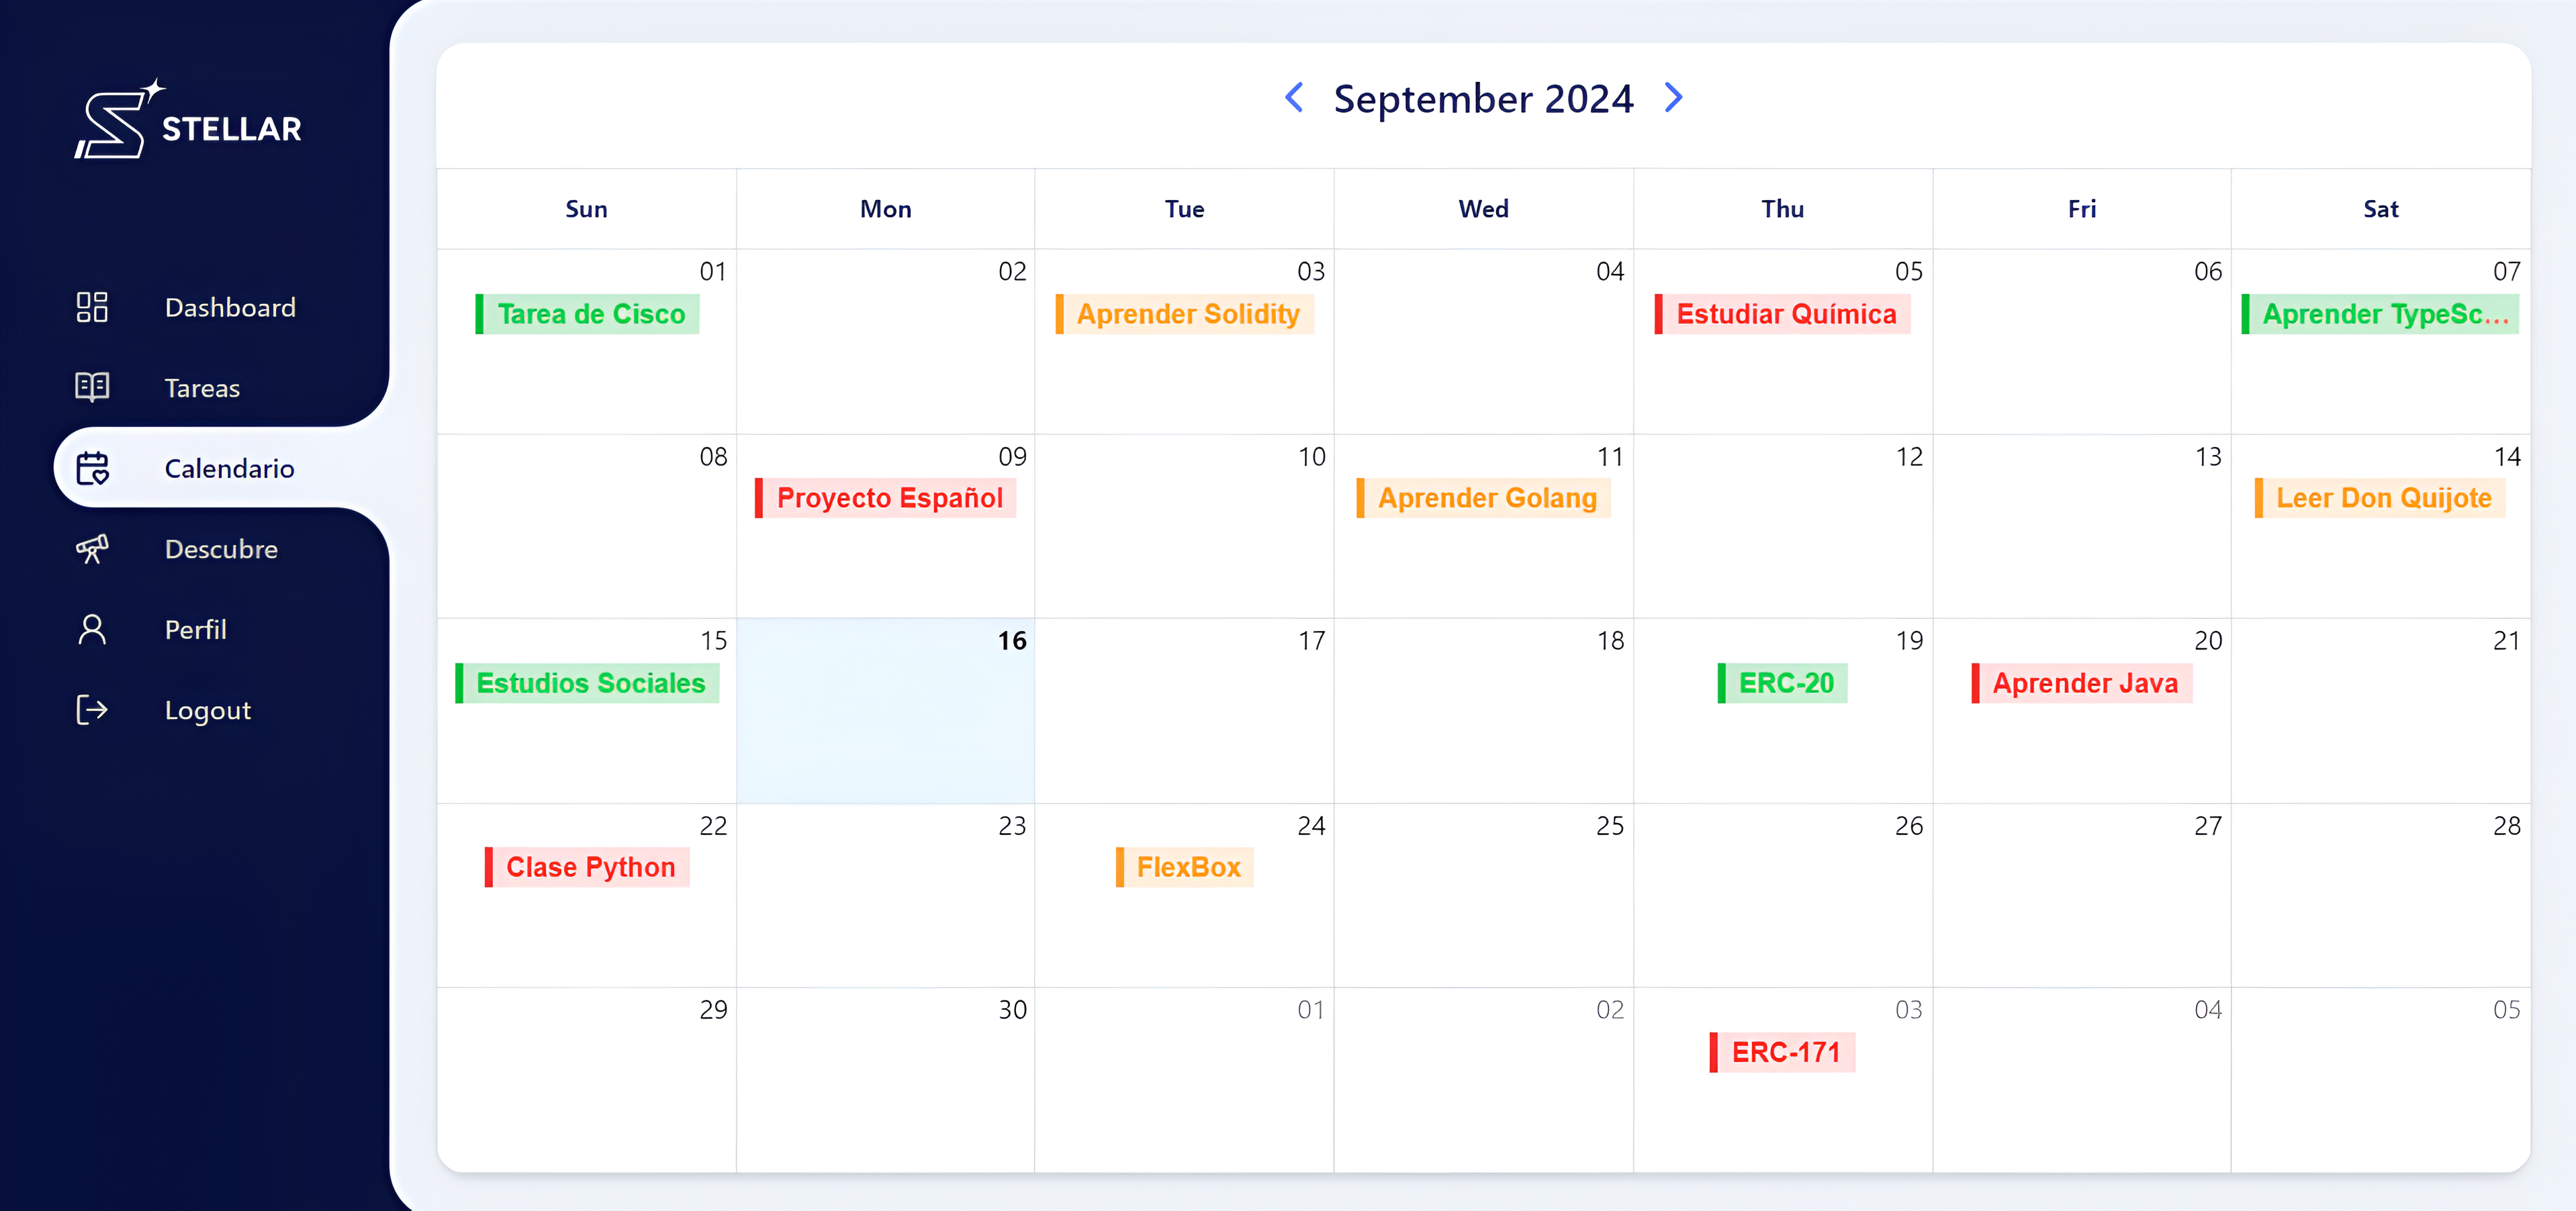 STELLAR
Dashboard
Tareas
Calendario
Descubre
Perfil
Logout
September 2024
Sun Mon Tue Wed Thu Fri Sat
01 02 03 04 05 06 07
Tarea de Cisco Aprender Solidity Estudiar Química Aprender TypeSc...
08 09 10 11 12 13 14
Proyecto Español Aprender Golang Leer Don Quijote
15 16 17 18 19 20 21
Estudios Sociales ERC-20 Aprender Java
22 23 24 25 26 27 28
Clase Python FlexBox
29 30 01 02 03 04 05
ERC-171